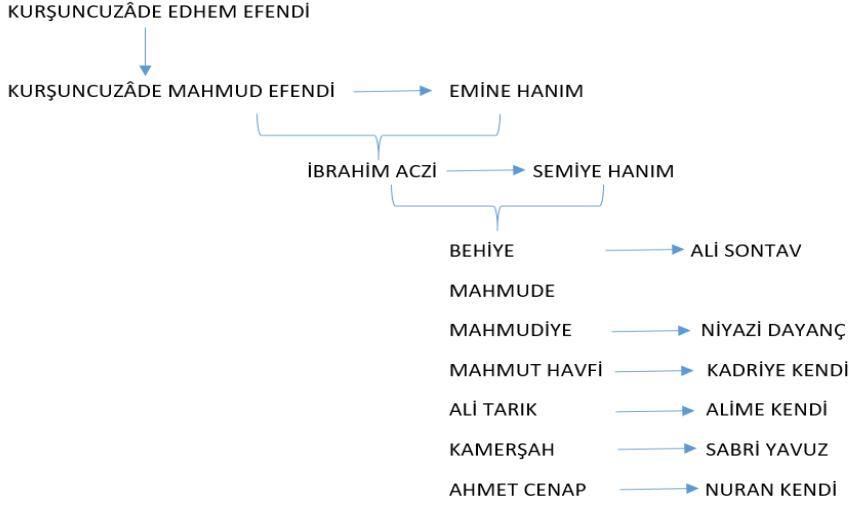 KURŞUNCUZÂDE EDHEM EFENDİ
KURŞUNCUZÂDE MAHMUD EFENDİ EMİNE HANIM
İBRAHİM ACZİ SEMİYE HANIM
BEHİYE ALİ SONTAV
MAHMUDE
MAHMUDİYE NİYAZİ DAYANÇ
MAHMUT HAVFİ KADRİYE KENDİ
ALİ TARIK ALİME KENDİ
KAMERŞAH SABRİ YAVUZ
AHMET CENAP NURAN KENDİ